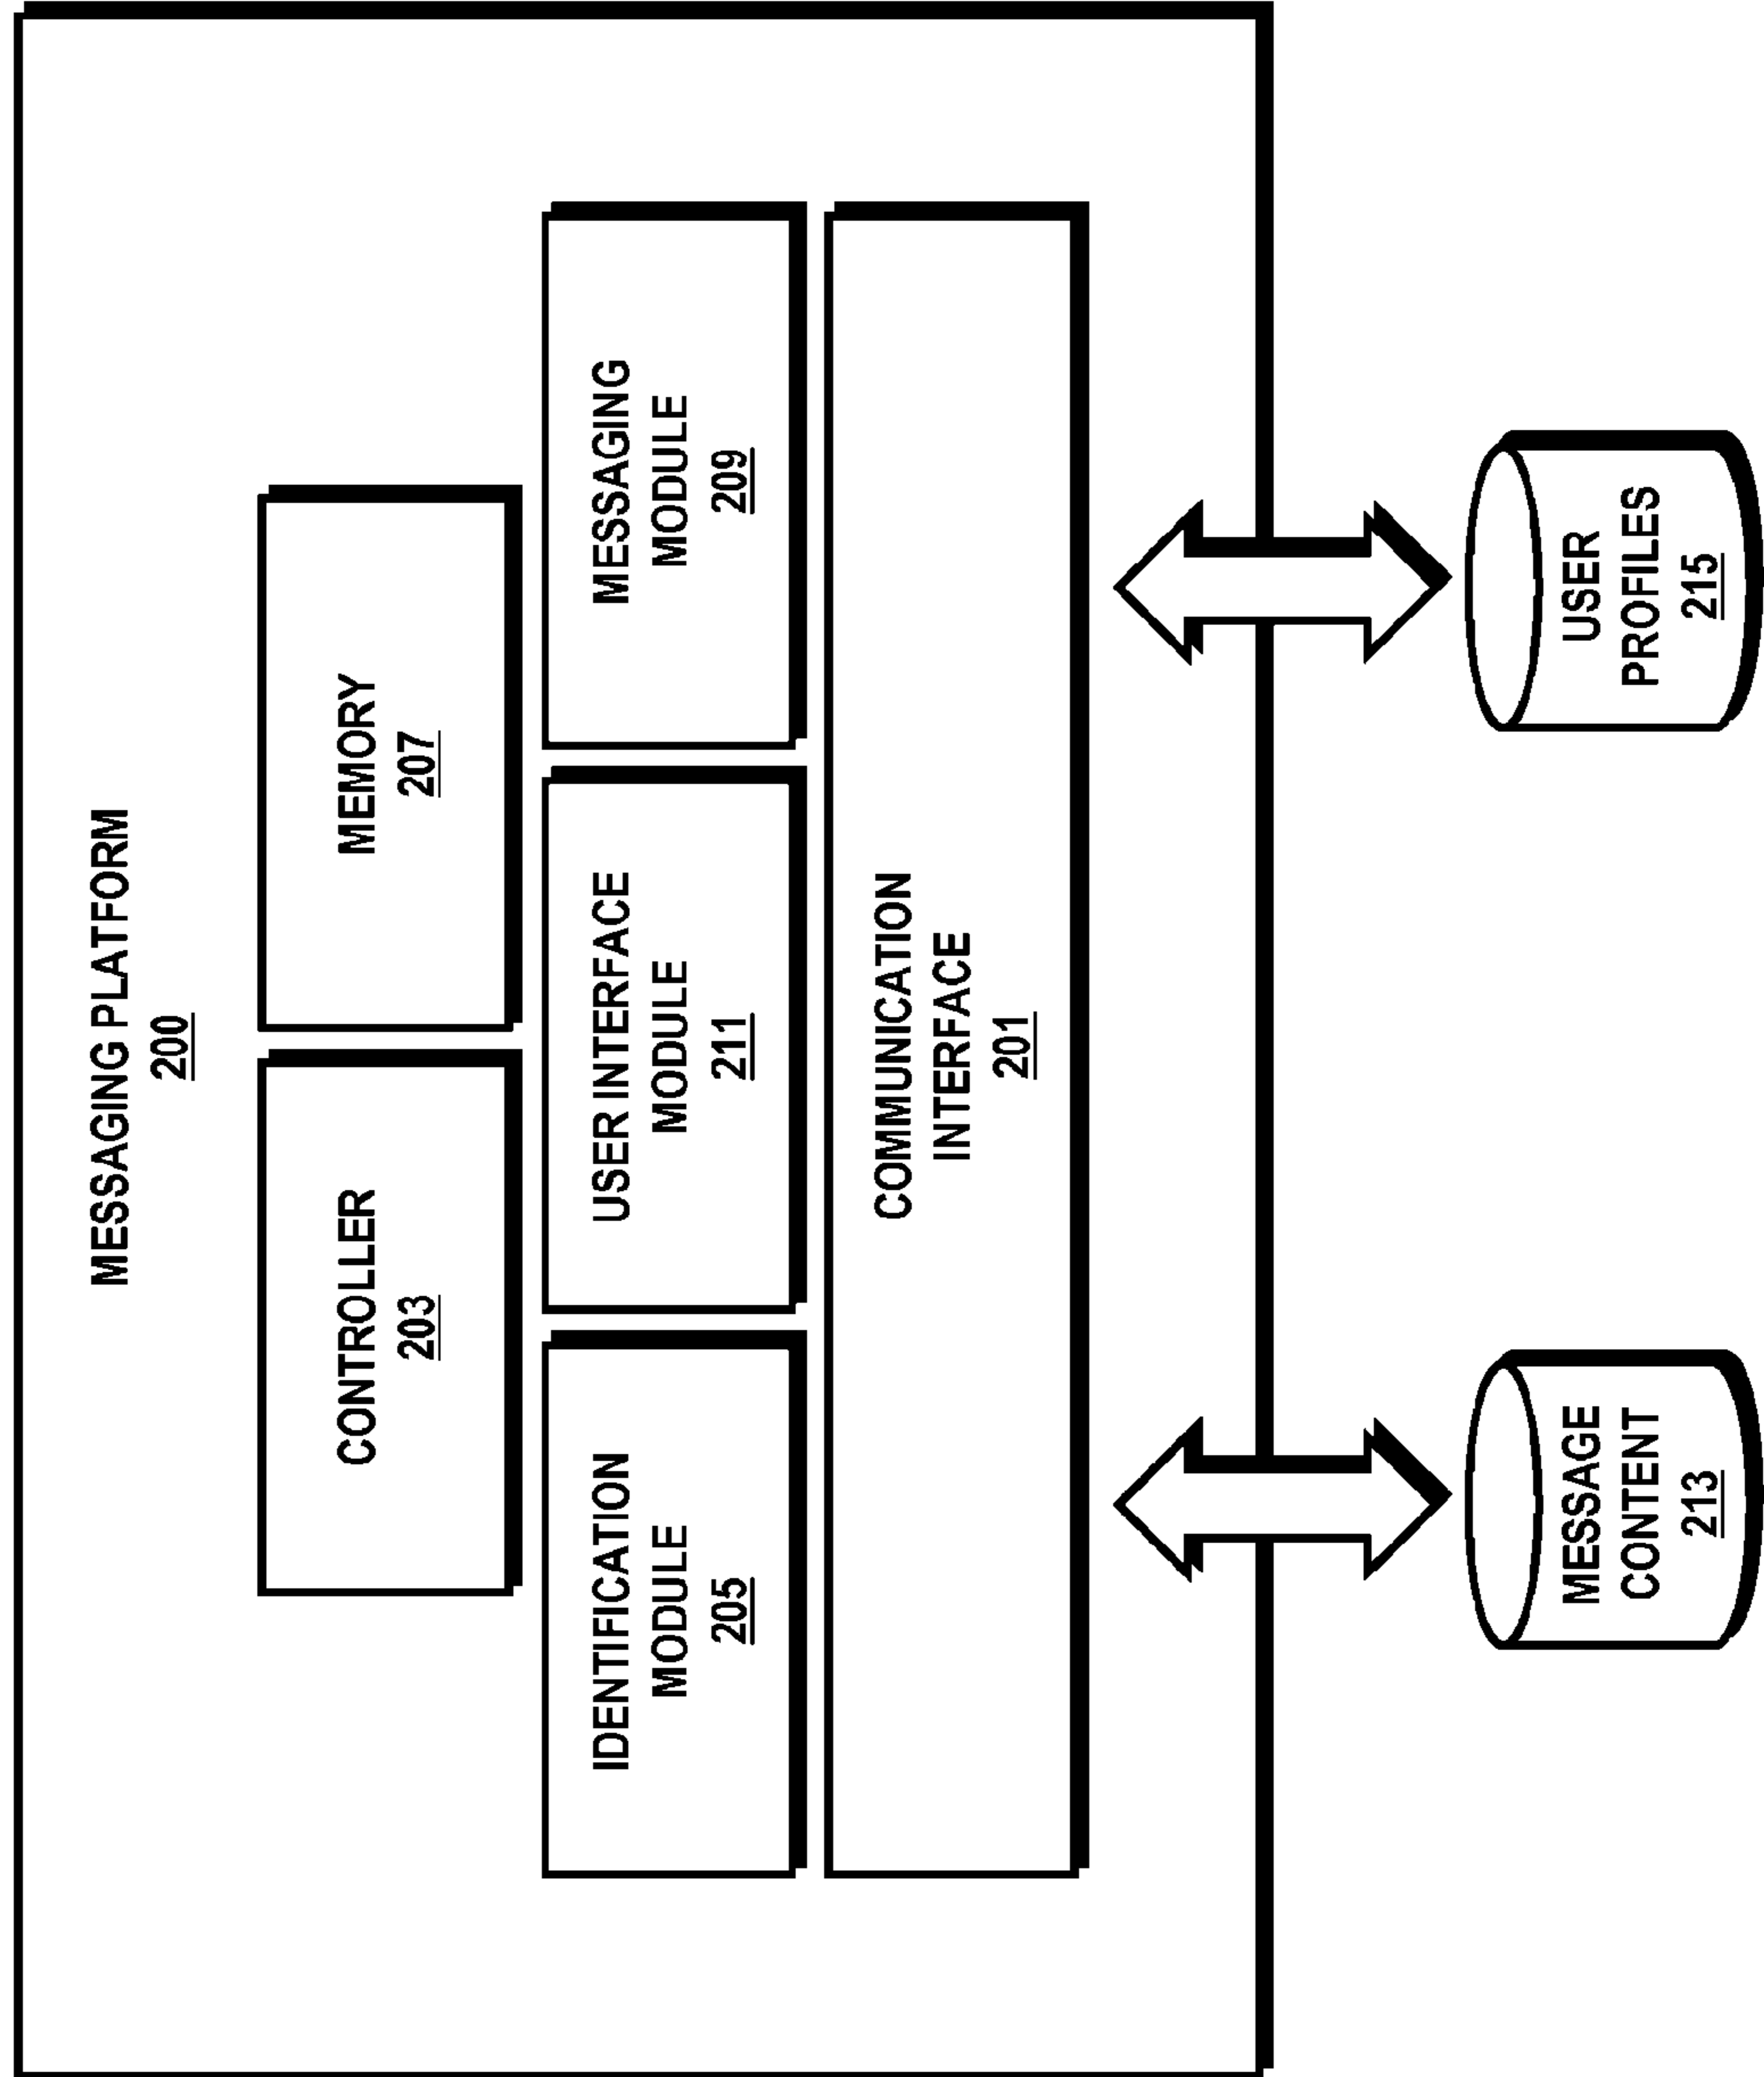 MESSAGING PLATFORM
200
CONTROLLER
203
MEMORY
207
IDENTIFICATION
MODULE
205
USER INTERFACE
MODULE
211
MESSAGING
MODULE
209
COMMUNICATION
INTERFACE
201
MESSAGE
CONTENT
213
USER
PROFILES
215